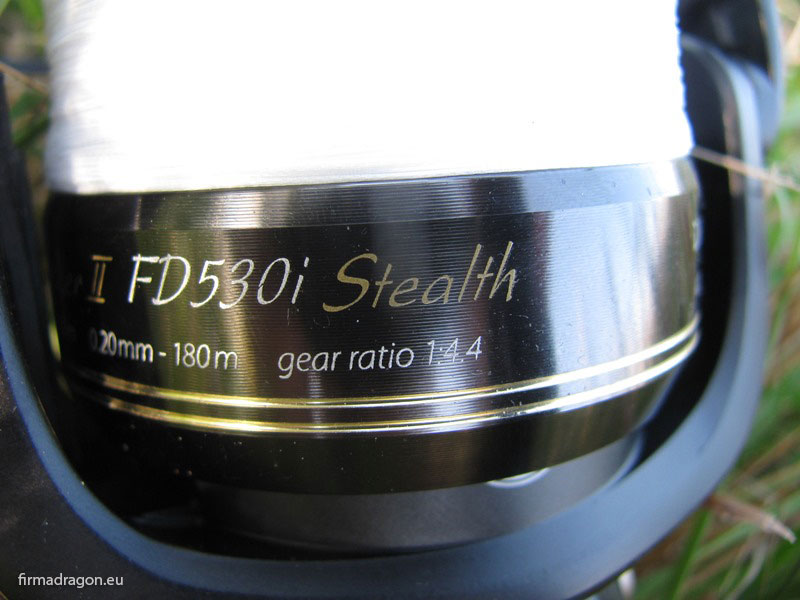 II FD530i Stealth
0.20mm - 180m gear ratio 1:4.4
firmadragon.eu